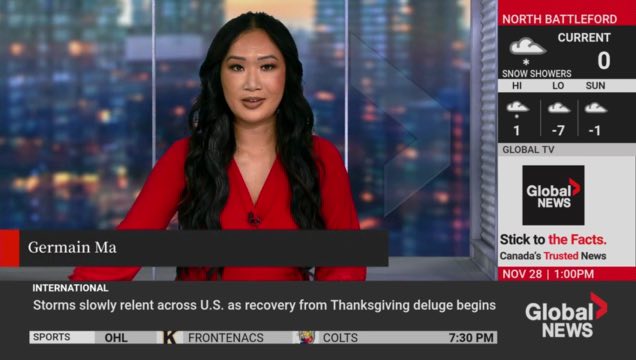 NORTH BATTLEFORD
CURRENT
0
SNOW SHOWERS
HI LO SUN
1 -7 -1
GLOBAL TV
Global
NEWS
Stick to the Facts.
Canada's Trusted News
NOV 28 | 1:00PM
Germain Ma
INTERNATIONAL
Storms slowly relent across U.S. as recovery from Thanksgiving deluge begins
Global
NEWS
SPORTS OHL K FRONTENACS COLTS 7:30 PM